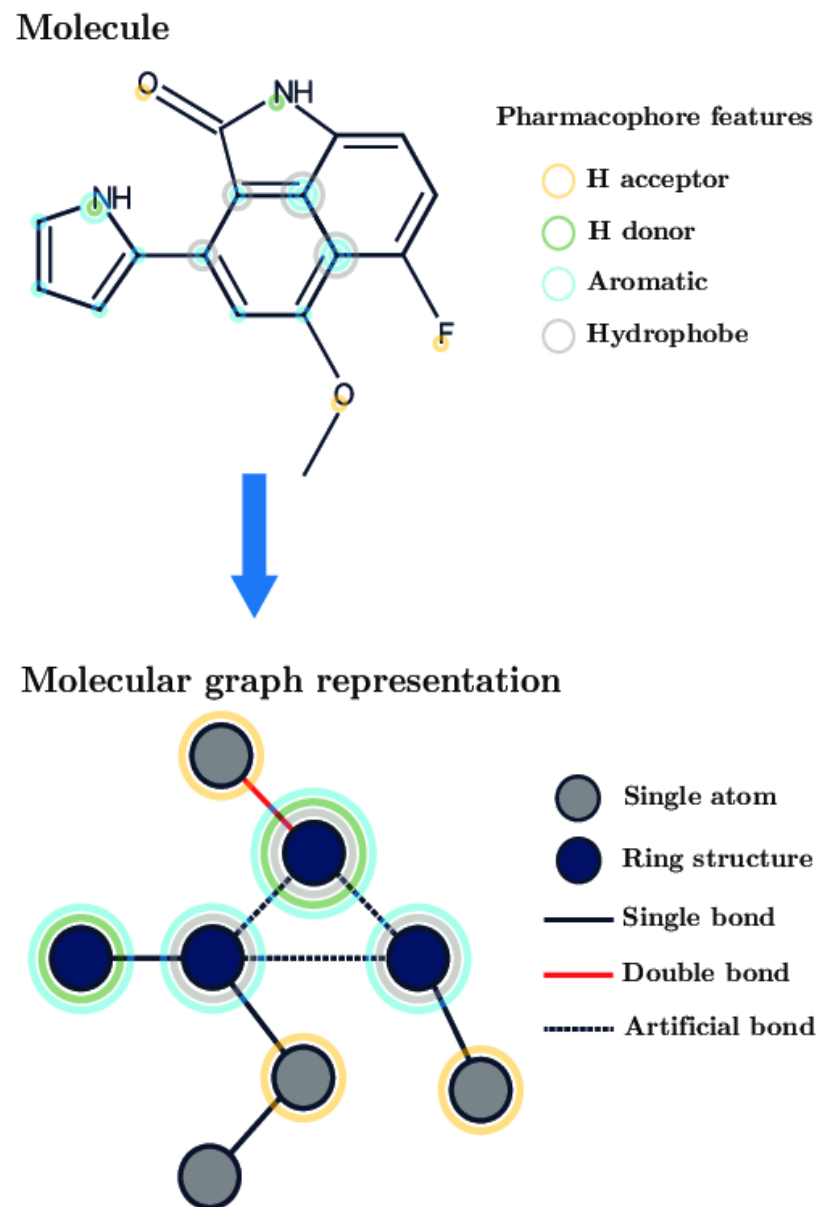 Molecule
O
NH
NH
F
O
Pharmacophore features
H acceptor
H donor
Aromatic
Hydrophobe
Molecular graph representation
Single atom
Ring structure
Single bond
Double bond
Artificial bond